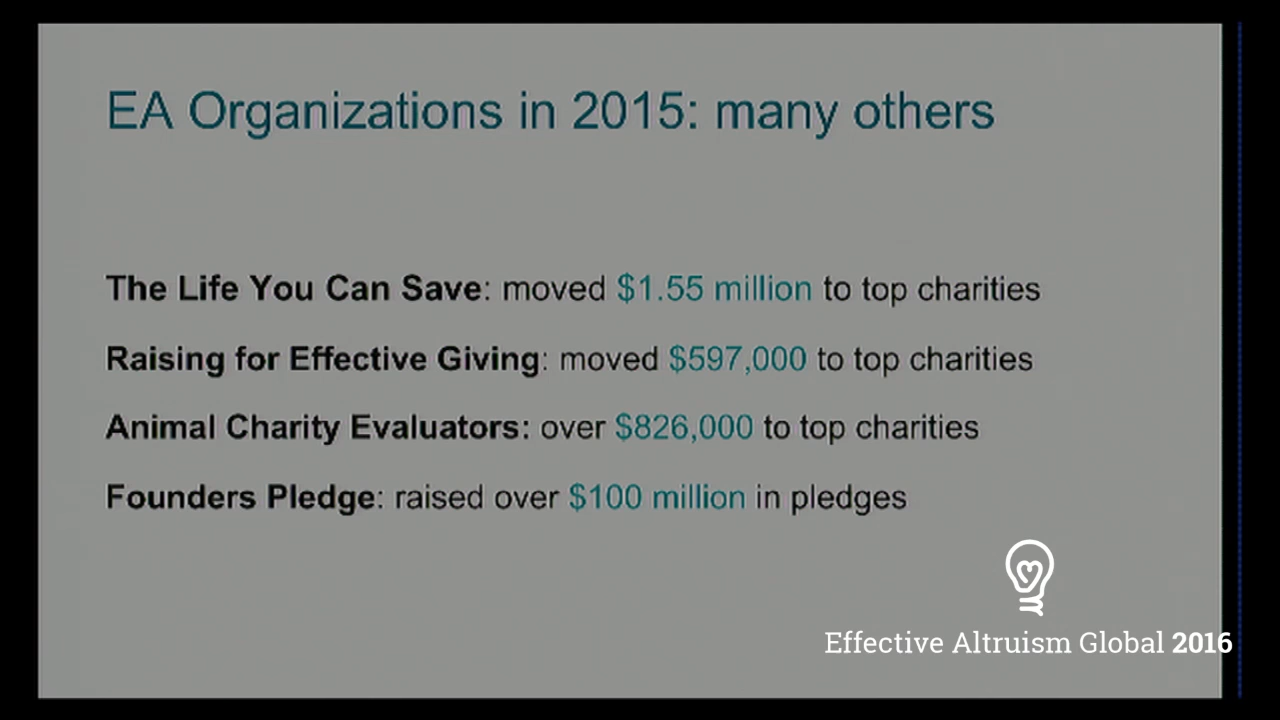 EA Organizations in 2015: many others
The Life You Can Save: moved $1.55 million to top charities
Raising for Effective Giving: moved $597,000 to top charities
Animal Charity Evaluators: over $826,000 to top charities
Founders Pledge: raised over $100 million in pledges
Effective Altruism Global 2016